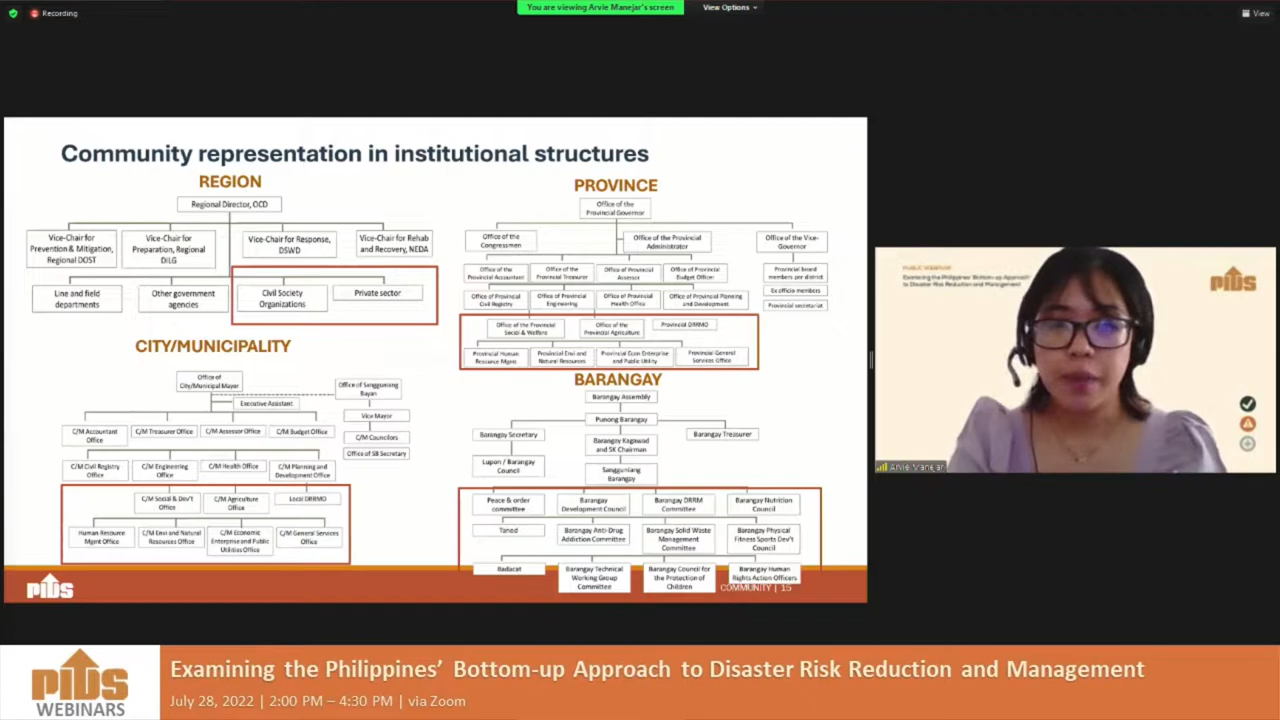 Recording
You are viewing Arvie Manejar's screen
View Options
View
Community representation in institutional structures
REGION
Regional Director, OCD
Vice-Chair for
Prevention & Mitigation,
Regional DOST
Vice-Chair for
Preparation, Regional
DILG
Vice-Chair for Response,
DSWD
Vice-Chair for Rehab
and Recovery, NEDA
Line and field
departments
Other government
agencies
Civil Society
Organizations
Private sector
PROVINCE
Office of the
Provincial Governor
Office of the
Congressmen
Office of the Provincial
Administrator
Office of the Vice-
Governor
Office of the
Provincial Accountant
Office of the
Provincial Treasurer
Office of Provincial
Assessor
Office of Provincial
Budget Officer
Provincial board
members per district
Office of Provincial
Civil Registry
Office of Provincial
Engineering
Office of Provincial
Health Office
Office of Provincial Planning
and Development
Ex officio members
Provincial secretariat
Office of the Provincial
Social & Welfare
Office of the
Provincial Agriculture
Provincial DRRMO
Provincial Human
Resource Mgmt
Provincial Envi and
Natural Resources
Provincial Econ Enterprise
and Public Utility
Provincial General
Services Office
CITY/MUNICIPALITY
Office of
City/Municipal Mayor
Office of Sangguniang
Bayan
Executive Assistant
Vice Mayor
C/M Accountant
Office
C/M Treasurer Office
C/M Assessor Office
C/M Budget Office
C/M Councilors
Office of SB Secretary
C/M Civil Registry
Office
C/M Engineering
Office
C/M Health Office
C/M Planning and
Development Office
C/M Social & Dev't
Office
C/M Agriculture
Office
Local DRRMO
Human Resource
Mgmt Office
C/M Envi and Natural
Resources Office
C/M Economic
Enterprise and Public
Utilities Office
C/M General Services
Office
BARANGAY
Barangay Assembly
Punong Barangay
Barangay Secretary
Barangay Kagawad
and SK Chairman
Barangay Treasurer
Lupon / Barangay
Council
Sangguniang
Barangay
Peace & order
committee
Barangay
Development Council
Barangay DRRM
Committee
Barangay Nutrition
Council
Tanod
Barangay Anti-Drug
Addiction Committee
Barangay Solid Waste
Management
Committee
Barangay Physical
Fitness Sports Dev't
Council
Badacat
Barangay Technical
Working Group
Committee
Barangay Council for
the Protection of
Children
Barangay Human
Rights Action Officers
PIDS
COMMUNITY | 15
PUBLIC WEBINAR
Examining the Philippines' Bottom-up Approach
to Disaster Risk Reduction and Management
PIDS
Arvie Manejar
PIDS
WEBINARS
Examining the Philippines' Bottom-up Approach to Disaster Risk Reduction and Management
July 28, 2022 | 2:00 PM – 4:30 PM | via Zoom